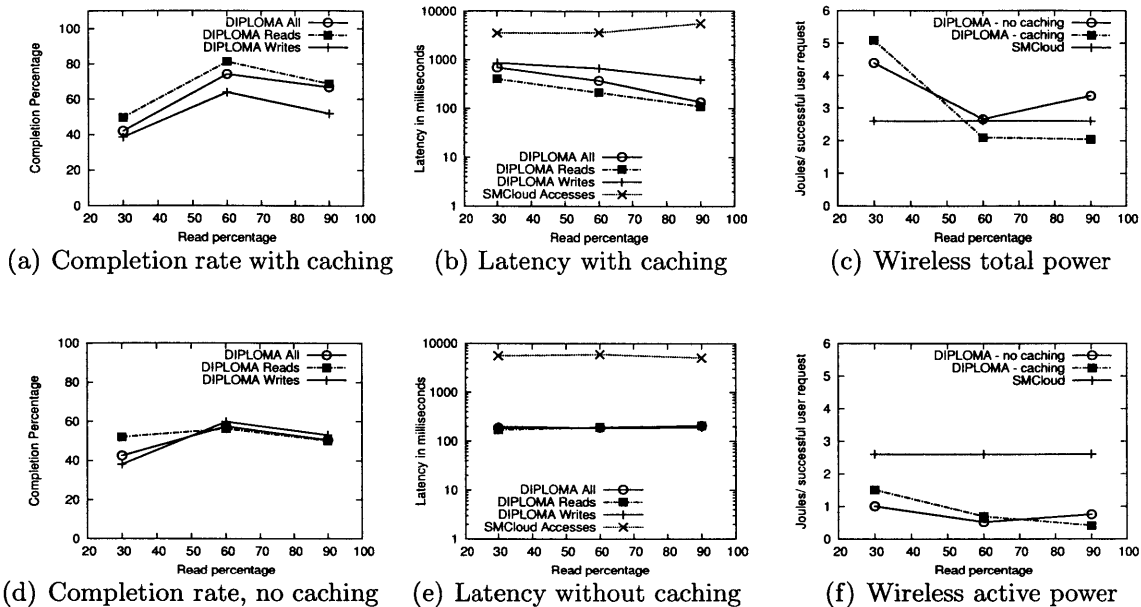 100
80
60
40
20
0
20 30 40 50 60 70 80 90 100
Completion Percentage
Read percentage
DIPLOMA All
DIPLOMA Reads
DIPLOMA Writes
(a) Completion rate with caching
10000
1000
100
10
1
20 30 40 50 60 70 80 90 100
Latency in milliseconds
Read percentage
DIPLOMA All
DIPLOMA Reads
DIPLOMA Writes
SMCloud Accesses
(b) Latency with caching
6
5
4
3
2
1
0
20 30 40 50 60 70 80 90 100
Joules/ successful user request
Read percentage
DIPLOMA - no caching
DIPLOMA - caching
SMCloud
(c) Wireless total power
100
80
60
40
20
0
20 30 40 50 60 70 80 90 100
Completion Percentage
Read percentage
DIPLOMA All
DIPLOMA Reads
DIPLOMA Writes
(d) Completion rate, no caching
10000
1000
100
10
1
20 30 40 50 60 70 80 90 100
Latency in milliseconds
Read percentage
DIPLOMA All
DIPLOMA Reads
DIPLOMA Writes
SMCloud Accesses
(e) Latency without caching
6
5
4
3
2
1
0
20 30 40 50 60 70 80 90 100
Joules/ successful user request
Read percentage
DIPLOMA - no caching
DIPLOMA - caching
SMCloud
(f) Wireless active power